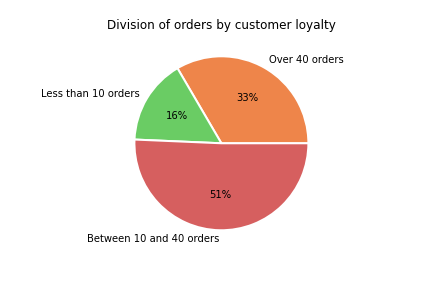 Division of orders by customer loyalty
Over 40 orders
33%
Less than 10 orders
16%
51%
Between 10 and 40 orders